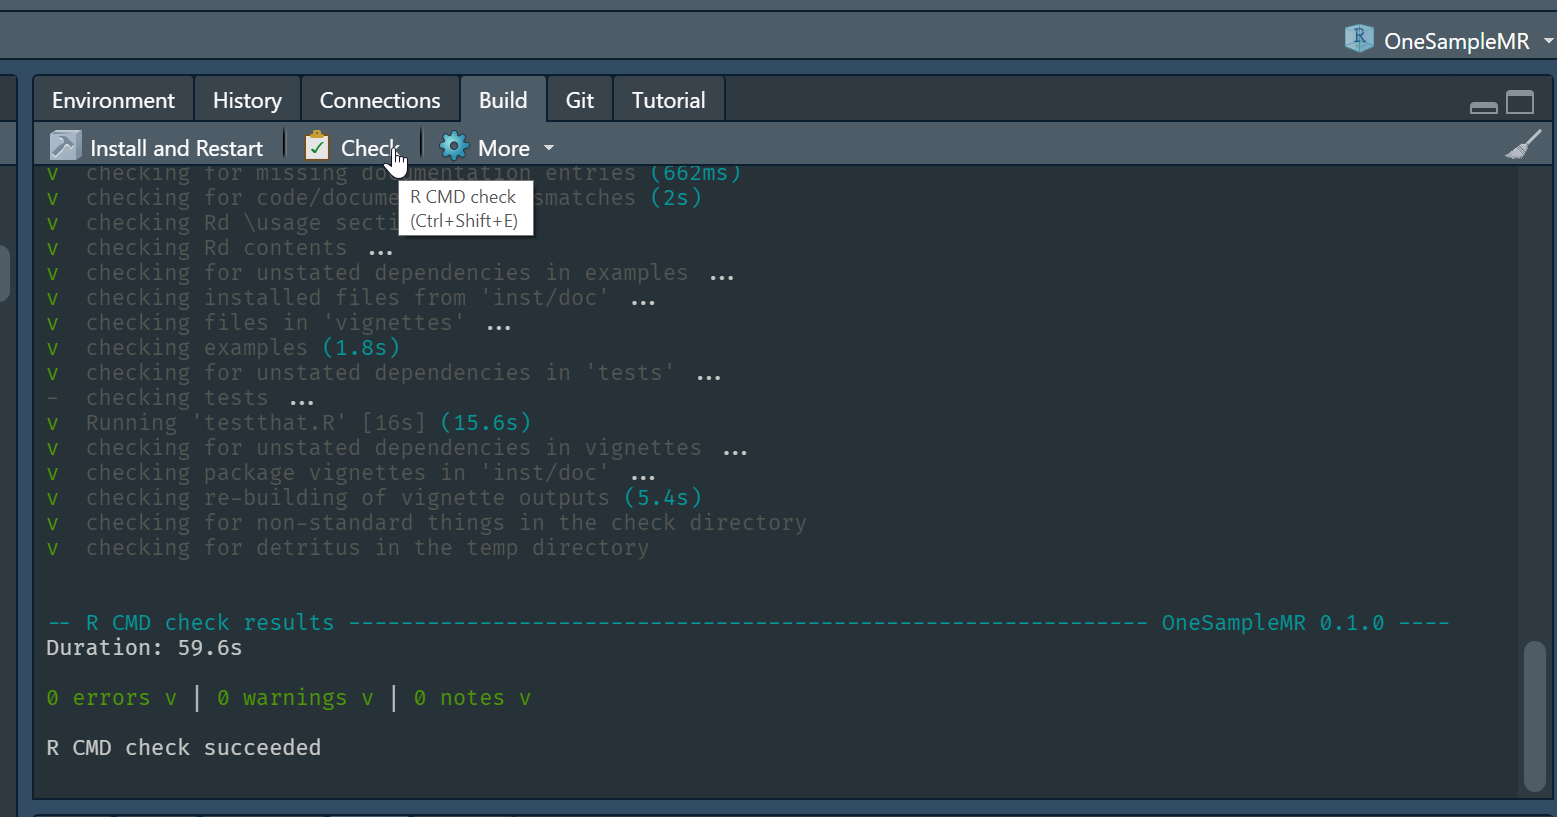 OneSampleMR
Environment History Connections Build Git Tutorial
Install and Restart Check More
v checking for missing documentation entries (662ms)
v checking for code/docume smatches (2s)
R CMD check
(Ctrl+Shift+E)
v checking Rd \usage secti
v checking Rd contents ...
v checking for unstated dependencies in examples ...
v checking installed files from 'inst/doc' ...
v checking files in 'vignettes' ...
v checking examples (1.8s)
v checking for unstated dependencies in 'tests' ...
- checking tests ...
v Running 'testthat.R' [16s] (15.6s)
v checking for unstated dependencies in vignettes ...
v checking package vignettes in 'inst/doc' ...
v checking re-building of vignette outputs (5.4s)
v checking for non-standard things in the check directory
v checking for detritus in the temp directory
-- R CMD check results ------------------------------------------------------------- OneSampleMR 0.1.0 ----
Duration: 59.6s
0 errors v | 0 warnings v | 0 notes v
R CMD check succeeded